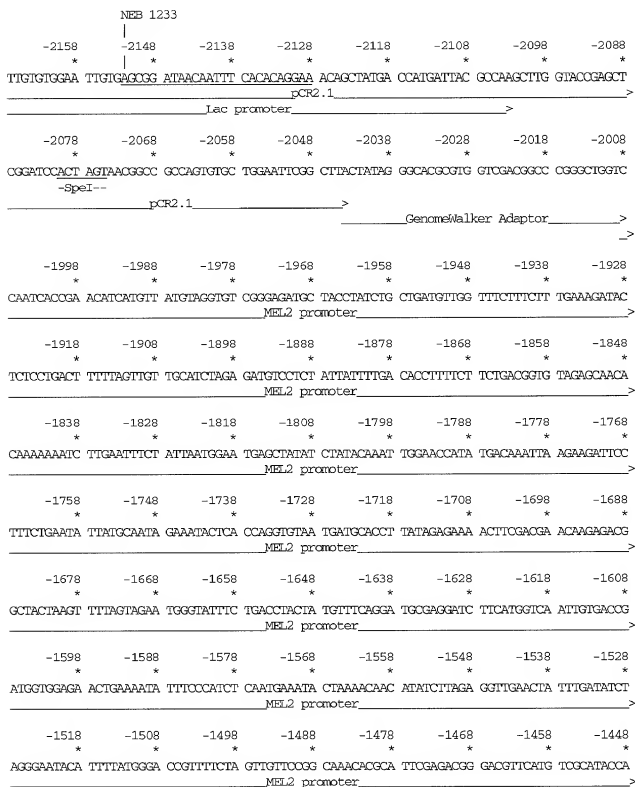 NEB 1233
-2158 -2148 -2138 -2128 -2118 -2108 -2098 -2088
* * * * * * * *
TTGTGTGGAA TTGTGAGCGG ATAACAATTT CACACAGGAA ACAGCTATGA CCATGATTAC GCCAAGCTTG GTACCGAGCT
pCR2.1
Lac promoter
-2078 -2068 -2058 -2048 -2038 -2028 -2018 -2008
* * * * * * * *
CGGATCCACT AGTAACGGCC GCCAGTGTGC TGGAATTCGG CTTACTATAG GGCACGCGTG GTCGACGGCC CGGGCTGGTC
-SpeI--
pCR2.1
GenomeWalker Adaptor
-1998 -1988 -1978 -1968 -1958 -1948 -1938 -1928
* * * * * * * *
CAATCACCGA ACATCATGTT ATGTAGGTGT CGGGAGATGC TACCTATCTG CTGATGTTGG TTTCTTTCTT TGAAAGATAC
MEL2 promoter
-1918 -1908 -1898 -1888 -1878 -1868 -1858 -1848
* * * * * * * *
TCTCCTGACT TTTTAGTTGT TGCATCTAGA GATGTCCTCT ATTATTTTGA CACCTTTTCT TCTGACGGTG TAGAGCAACA
MEL2 promoter
-1838 -1828 -1818 -1808 -1798 -1788 -1778 -1768
* * * * * * * *
CAAAAAAATC TTGAATTTCT ATTAATGGAA TGAGCTATAT CTATACAAAT TGGAACCATA TGACAAATTA AGAAGATTCC
MEL2 promoter
-1758 -1748 -1738 -1728 -1718 -1708 -1698 -1688
* * * * * * * *
TTTCTGAATA TTATGCAATA GAAATACTCA CCAGGTGTAA TGATGCACCT TATAGAGAAA ACTTCGACGA ACAAGAGACG
MEL2 promoter
-1678 -1668 -1658 -1648 -1638 -1628 -1618 -1608
* * * * * * * *
GCTACTAAGT TTTTAGTAGAA TGGGTATTTC TGACCTACTA TGTTTCAGGA TGCGAGGATC TTCATGGTCA ATTGTGACCG
MEL2 promoter
-1598 -1588 -1578 -1568 -1558 -1548 -1538 -1528
* * * * * * * *
ATGGTGGAGA ACTGAAAATA TTTCCCATCT CAATGAAATA CTAAAACAAC ATATCTTAGA GGTTGAACTA TTTGATATCT
MEL2 promoter
-1518 -1508 -1498 -1488 -1478 -1468 -1458 -1448
* * * * * * * *
AGGGAATACA TTTTATGGGA CCGTTTTCTA GTTGTTCCGG CAAACACGCA TTCGAGACGG GACGTTCATG TCGCATACCA
MEL2 promoter